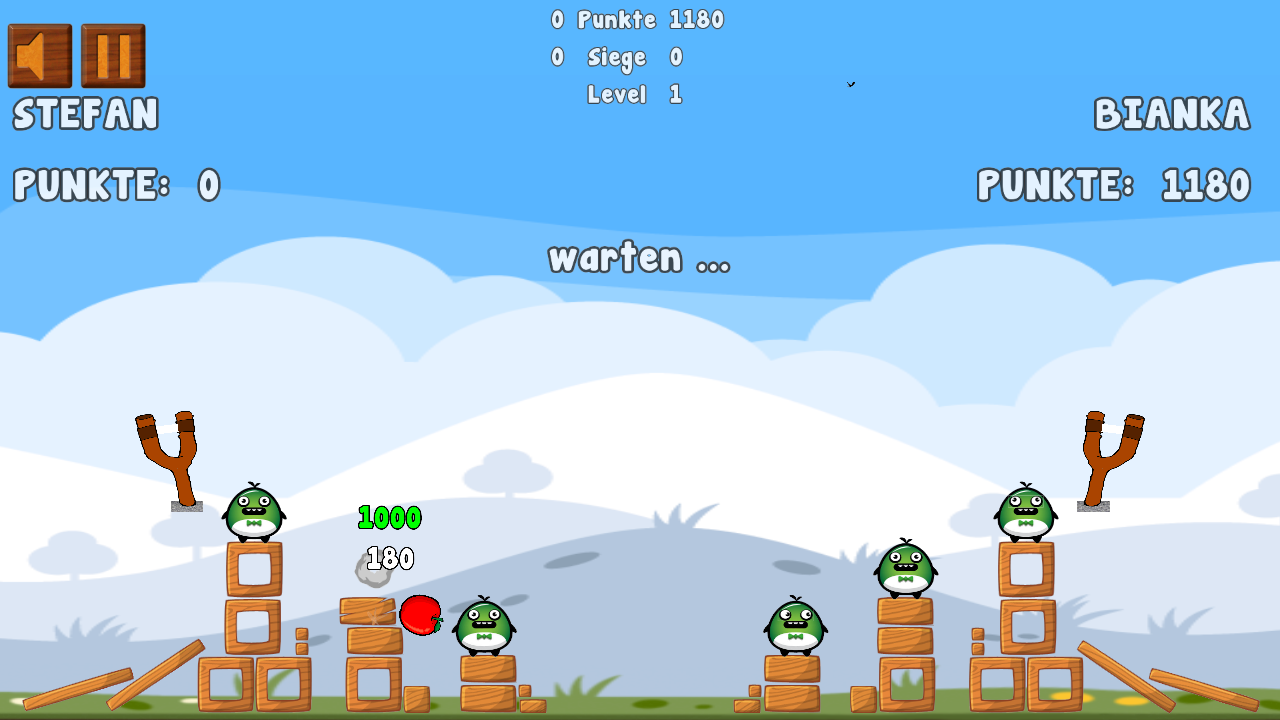 0 Punkte 1180
0 Siege 0
Level 1
STEFAN
BIANKA
PUNKTE: 0
PUNKTE: 1180
warten ...
1000
180